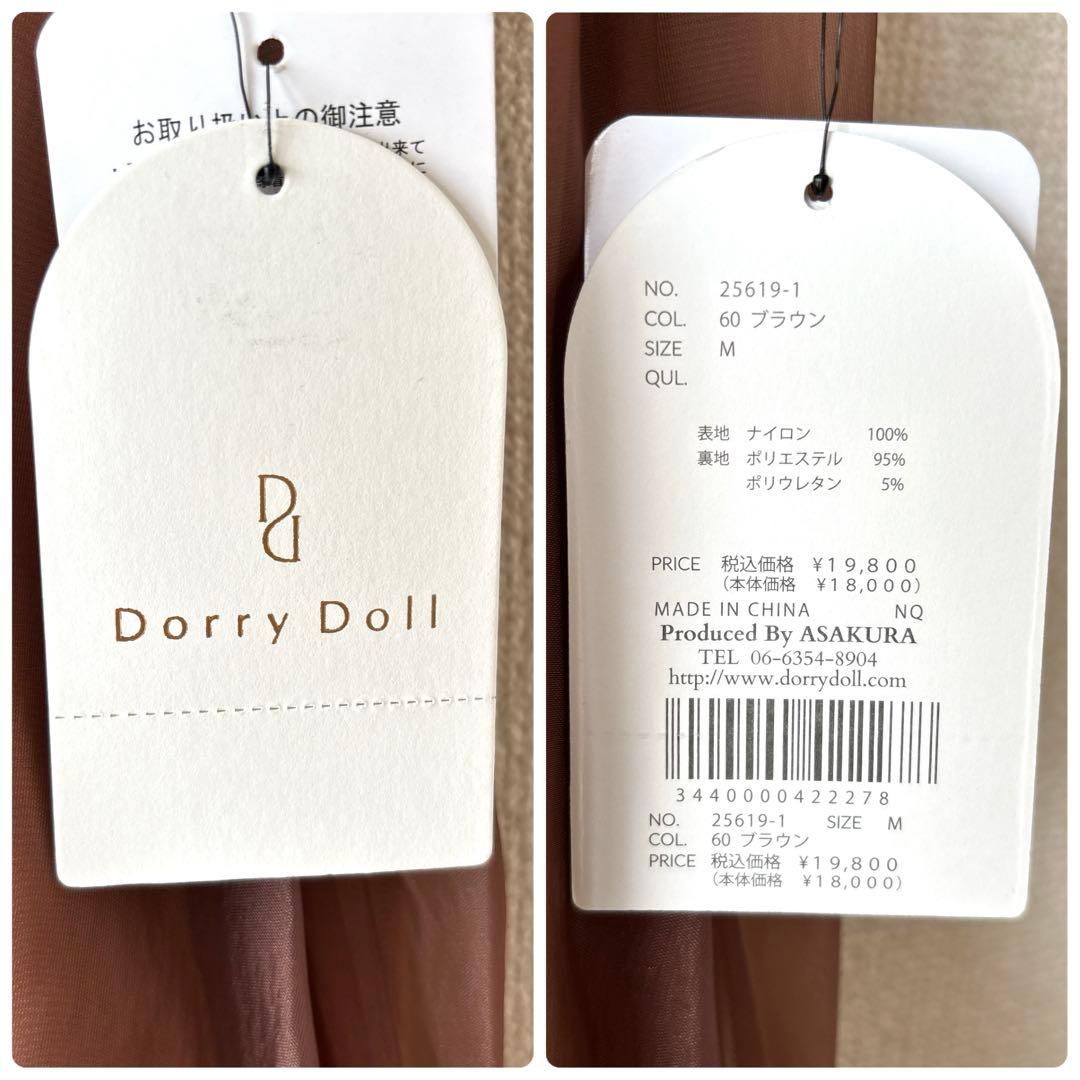 お取り扱い上の御注意
来て
に
Dd
Dorry Doll
NO. 25619-1
COL. 60 ブラウン
SIZE M
QUL.
表地 ナイロン 100%
裏地 ポリエステル 95%
ポリウレタン 5%
PRICE 税込価格 ¥19,800
(本体価格 ¥18,000)
MADE IN CHINA NQ
Produced By ASAKURA
TEL 06-6354-8904
http://www.dorrydoll.com
3440000422278
NO. 25619-1 SIZE M
COL. 60 ブラウン
PRICE 税込価格 ¥19,800
(本体価格 ¥18,000)